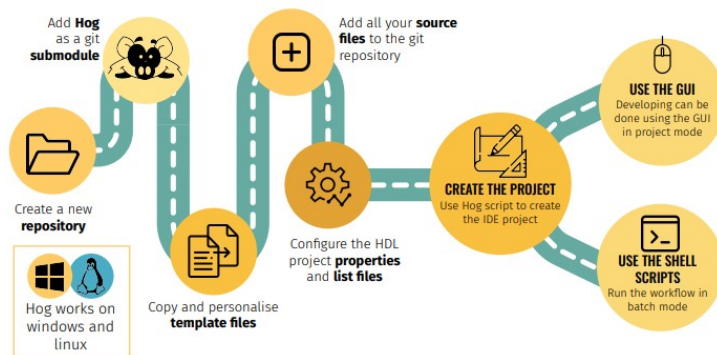 Create a new
repository
Add Hog
as a git
submodule
Copy and personalise
template files
Add all your source
files to the git
repository
Configure the HDL
project properties
and list files
CREATE THE PROJECT
Use Hog script to create
the IDE project
USE THE GUI
Developing can be
done using the GUI
in project mode
USE THE SHELL
SCRIPTS
Run the workflow in
batch mode
Hog works on
windows and
linux